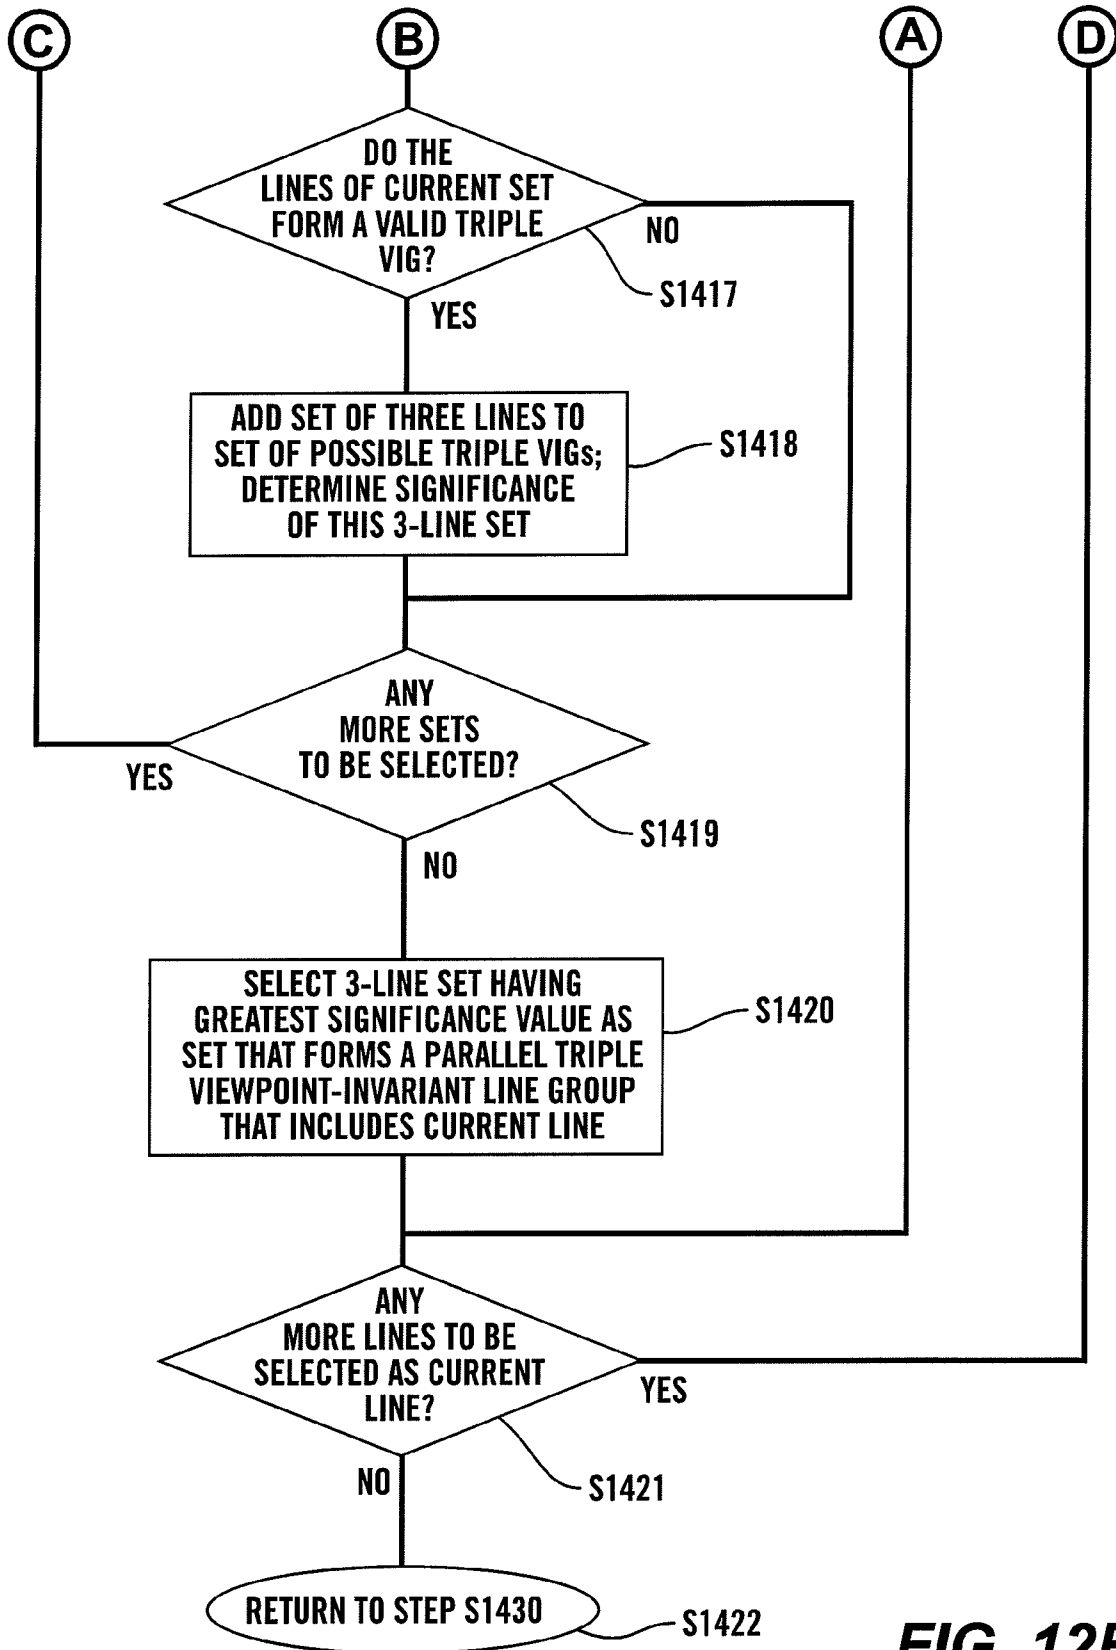 C
B
A
D
DO THE
LINES OF CURRENT SET
FORM A VALID TRIPLE
VIG?
NO
S1417
YES
ADD SET OF THREE LINES TO
SET OF POSSIBLE TRIPLE VIGs;
DETERMINE SIGNIFICANCE
OF THIS 3-LINE SET
S1418
ANY
MORE SETS
TO BE SELECTED?
YES
S1419
NO
SELECT 3-LINE SET HAVING
GREATEST SIGNIFICANCE VALUE AS
SET THAT FORMS A PARALLEL TRIPLE
VIEWPOINT-INVARIANT LINE GROUP
THAT INCLUDES CURRENT LINE
S1420
ANY
MORE LINES TO BE
SELECTED AS CURRENT
LINE?
YES
NO
S1421
RETURN TO STEP S1430
S1422
FIG.